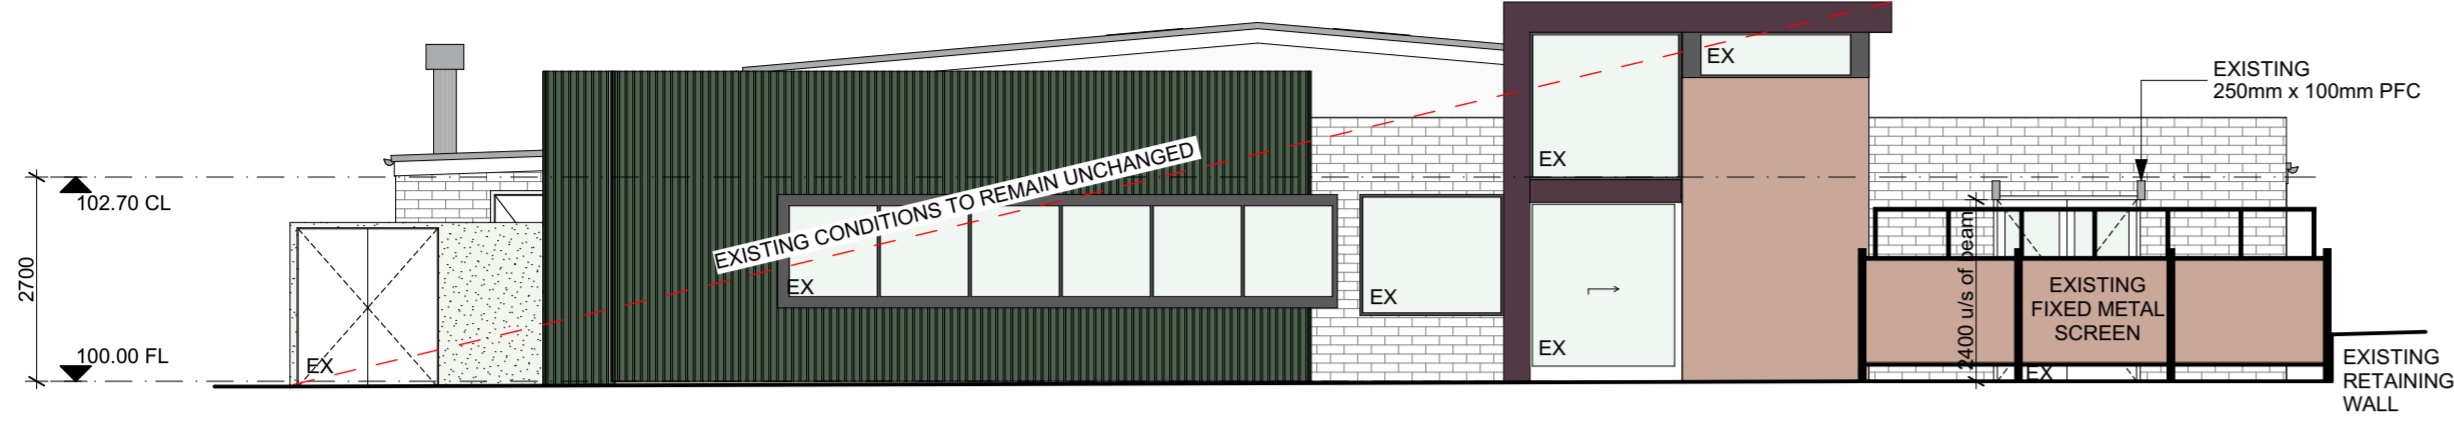 EX
EX
EXISTING
250mm x 100mm PFC
EX
EXISTING CONDITIONS TO REMAIN UNCHANGED
102.70 CL
2700
EX
EX
2400 u/s of beam
EXISTING
FIXED METAL
SCREEN
100.00 FL
EX
EX
EX
EXISTING
RETAINING
WALL